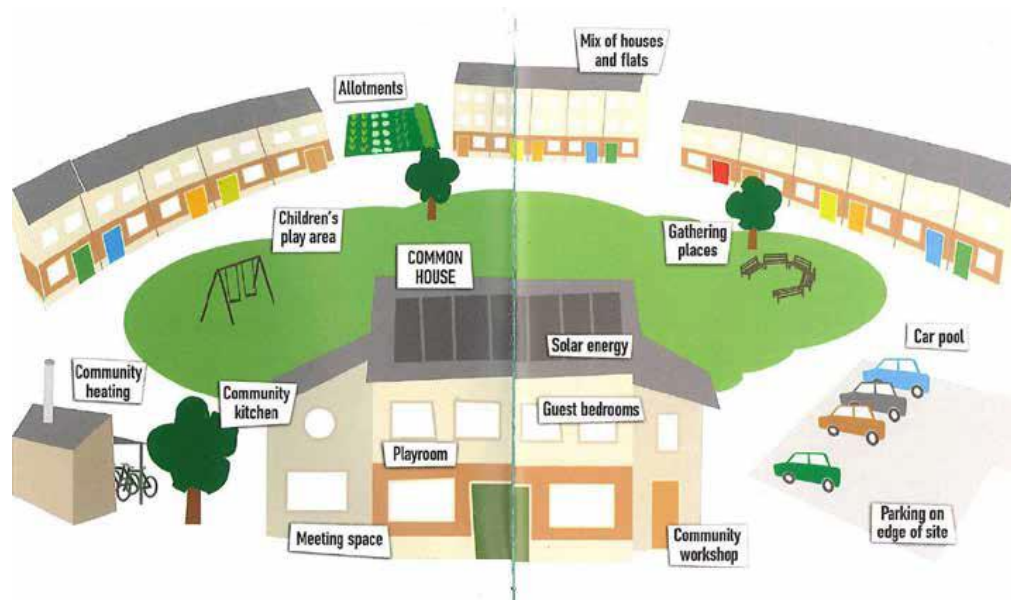 Mix of houses
and flats
Allotments
Children's
play area
Gathering
places
COMMON
HOUSE
Solar energy
Car pool
Community
heating
Community
kitchen
Guest bedrooms
Playroom
Meeting space
Community
workshop
Parking on
edge of site